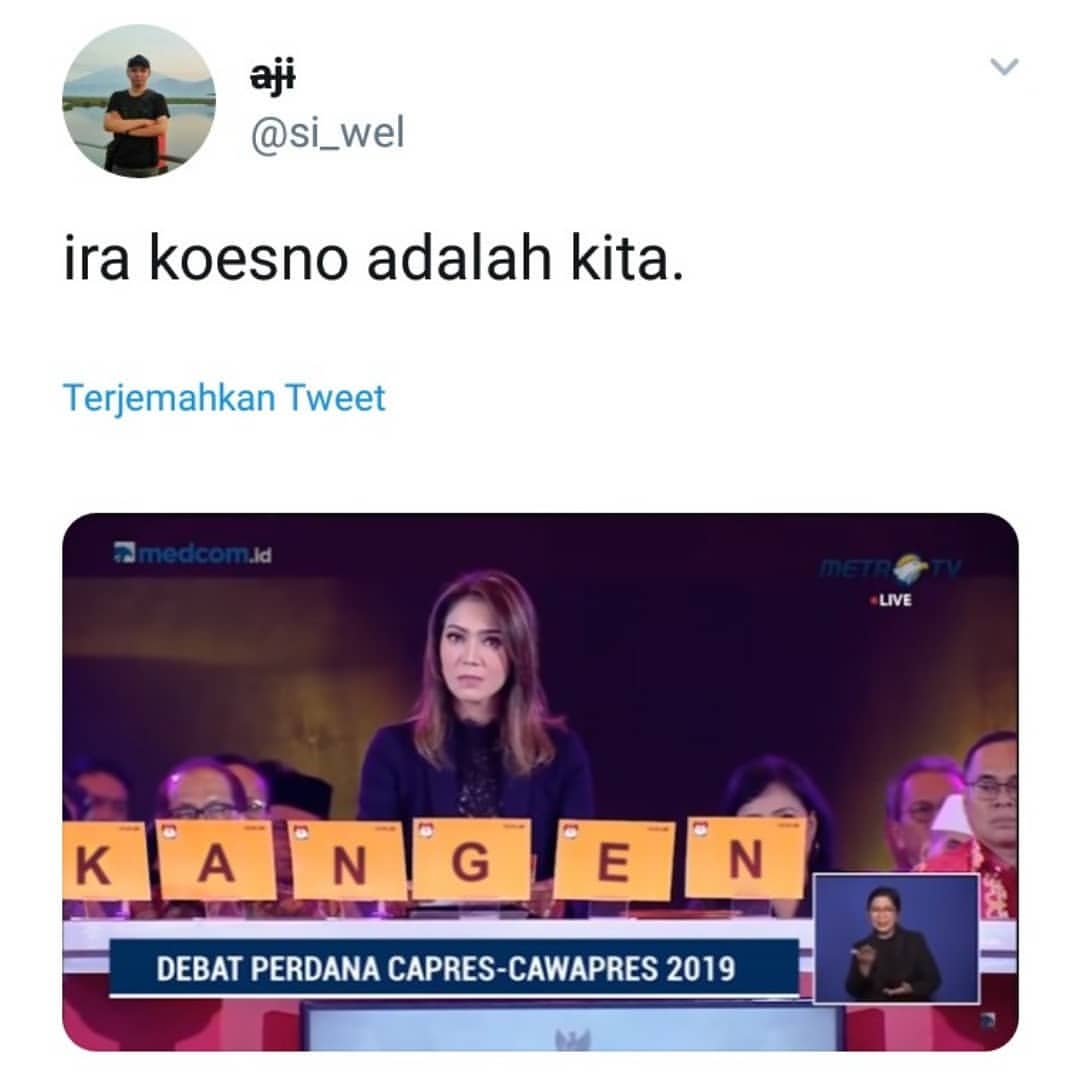 aji
@si_wel
ira koesno adalah kita.
Terjemahkan Tweet
medcom.id
METRO TV
LIVE
K A N G E N
DEBAT PERDANA CAPRES-CAWAPRES 2019